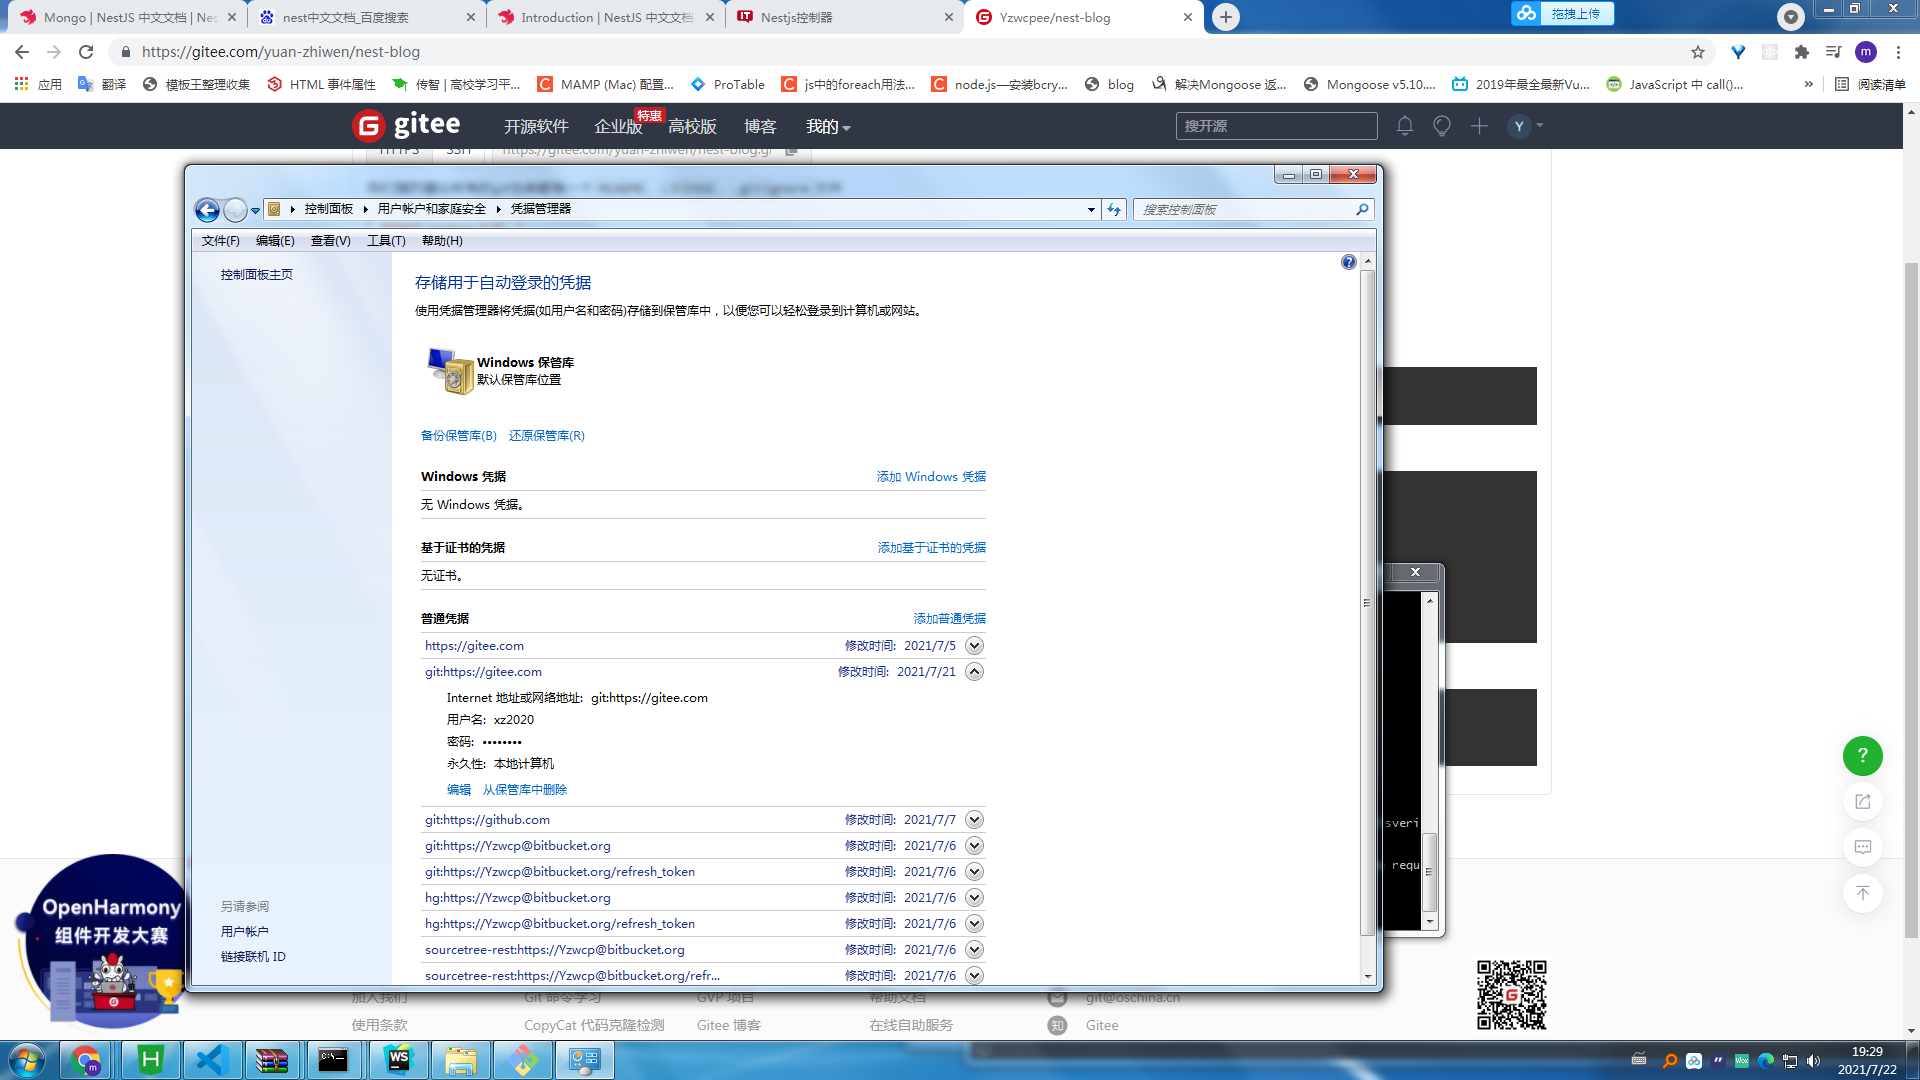 Mongo | NestJS 中文文档 | Nes
nest中文文档_百度搜索
Introduction | NestJS 中文文档
Nestjs控制器
Yzwcpee/nest-blog
拖拽上传
https://gitee.com/yuan-zhiwen/nest-blog
m
应用
翻译
模板王整理收集
HTML 事件属性
传智 | 高校学习平...
MAMP (Mac) 配置...
ProTable
js中的foreach用法...
node.js—安装bcry...
blog
解决Mongoose 返...
Mongoose v5.10....
2019年最全最新Vu...
JavaScript 中 call()...
»
阅读清单
gitee
开源软件
企业版
特惠
高校版
博客
我的
搜开源
Y
HTTPS
SSH
https://gitee.com/yuan-zhiwen/nest-blog.gi
控制面板
用户帐户和家庭安全
凭据管理器
搜索控制面板
文件(F)
编辑(E)
查看(V)
工具(T)
帮助(H)
控制面板主页
存储用于自动登录的凭据
使用凭据管理器将凭据(如用户名和密码)存储到保管库中，以便您可以轻松登录到计算机或网站。
Windows 保管库
默认保管库位置
备份保管库(B)
还原保管库(R)
Windows 凭据
添加 Windows 凭据
无 Windows 凭据。
基于证书的凭据
添加基于证书的凭据
无证书。
普通凭据
添加普通凭据
https://gitee.com 修改时间: 2021/7/5
git:https://gitee.com 修改时间: 2021/7/21
Internet 地址或网络地址: git:https://gitee.com
用户名: xz2020
密码: ••••••••
永久性: 本地计算机
编辑 从保管库中删除
git:https://github.com 修改时间: 2021/7/7
git:https://Yzwcp@bitbucket.org 修改时间: 2021/7/6
git:https://Yzwcp@bitbucket.org/refresh_token 修改时间: 2021/7/6
hg:https://Yzwcp@bitbucket.org 修改时间: 2021/7/6
hg:https://Yzwcp@bitbucket.org/refresh_token 修改时间: 2021/7/6
sourcetree-rest:https://Yzwcp@bitbucket.org 修改时间: 2021/7/6
sourcetree-rest:https://Yzwcp@bitbucket.org/refr... 修改时间: 2021/7/6
另请参阅
用户帐户
链接联机 ID
sveri
requ
?
OpenHarmony
组件开发大赛
加入我们
Git 命令学习
GVP 项目
帮助文档
git@oschina.cn
使用条款
CopyCat 代码克隆检测
Gitee 博客
在线自助服务
知
Gitee
19:29
2021/7/22